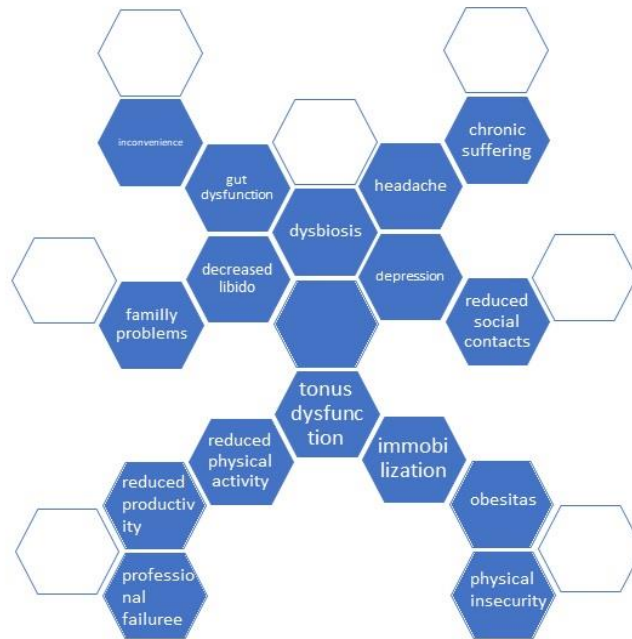 inconvenience
chronic
suffering
gut
dysfunction
headache
dysbiosis
decreased
libido
depression
familly
problems
reduced
social
contacts
tonus
dysfunc
tion
reduced
physical
activity
immobi
lization
reduced
productiv
ity
obesitas
professio
nal
failuree
physical
insecurity